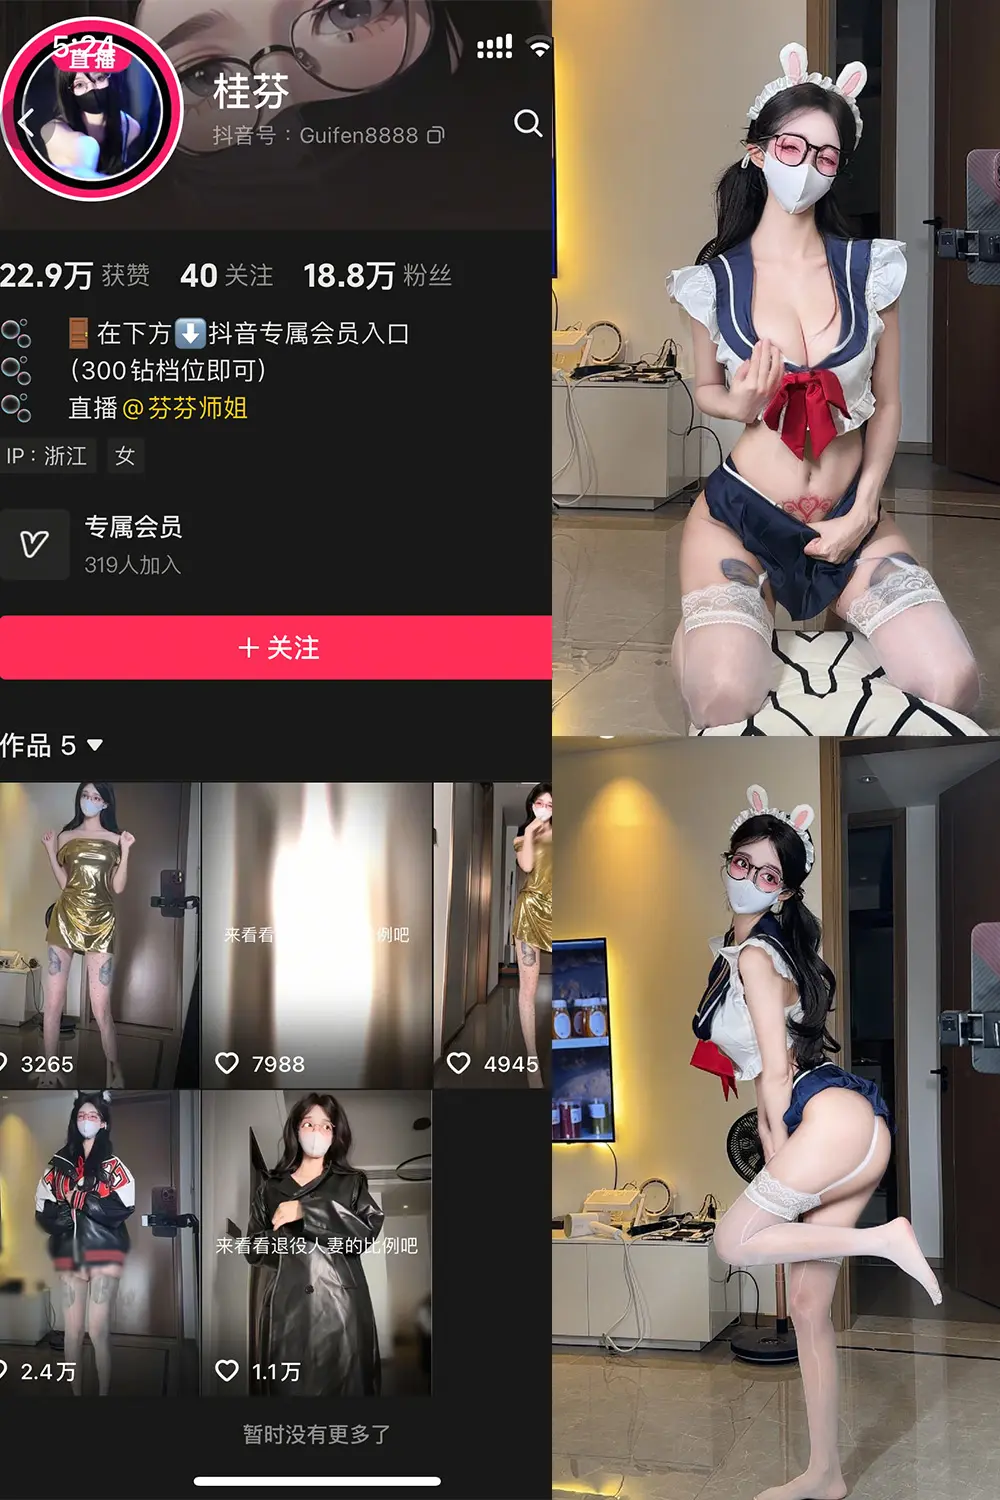 5:24
直播
桂芬
抖音号：Guifen8888
22.9万 获赞 40 关注 18.8万 粉丝
🚪在下方⬇️抖音专属会员入口
（300钻档位即可）
直播@芬芬师姐
IP：浙江 女
专属会员
319人加入
＋关注
作品 5
来看看
例吧
3265
7988
4945
来看看退役人妻的比例吧
2.4万
1.1万
暂时没有更多了